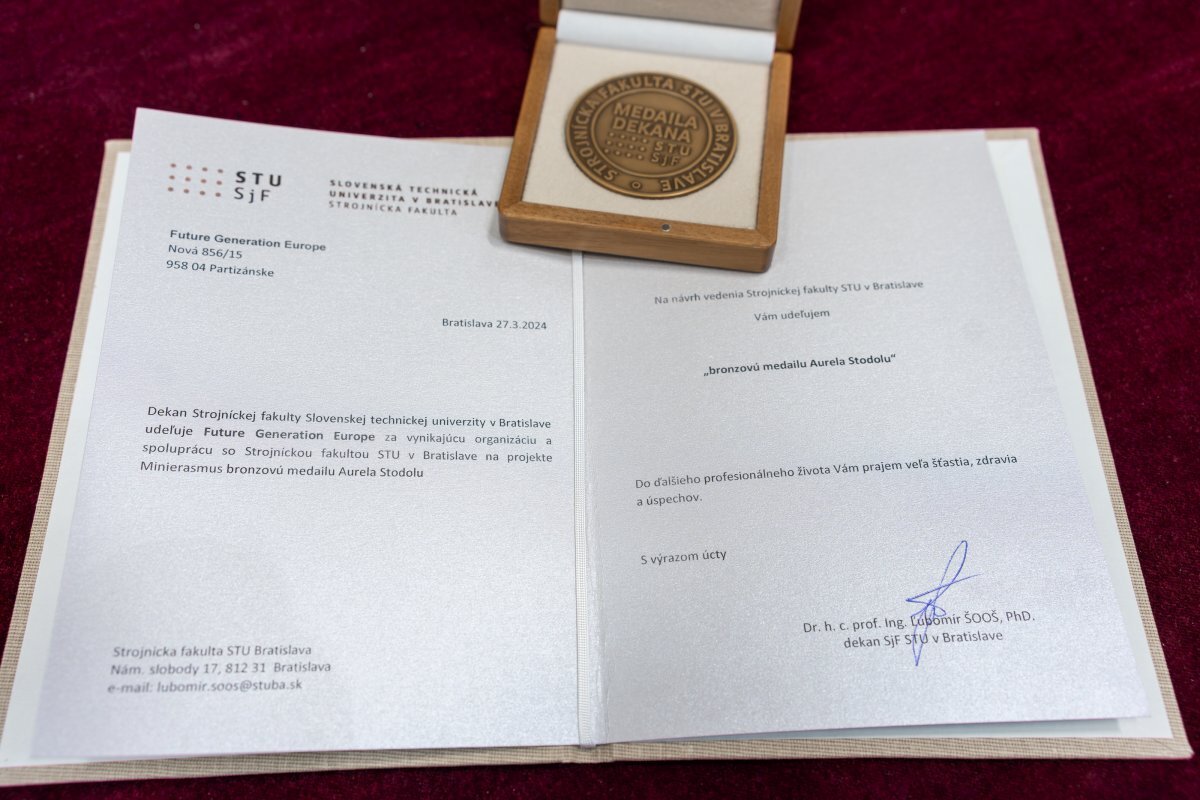 STROJNÍCKA FAKULTA STU V BRATISLAVE
MEDAILA
DEKANA
STU
SjF
STU
SjF
SLOVENSKÁ TECHNICKÁ
UNIVERZITA V BRATISLAVE
STROJNÍCKA FAKULTA
Future Generation Europe
Nová 856/15
958 04 Partizánske
Bratislava 27.3.2024
Dekan Strojníckej fakulty Slovenskej technickej univerzity v Bratislave
udeľuje Future Generation Europe za vynikajúcu organizáciu a
spoluprácu so Strojníckou fakultou STU v Bratislave na projekte
Minierasmus bronzovú medailu Aurela Stodolu
Strojnícka fakulta STU Bratislava
Nám. slobody 17, 812 31 Bratislava
e-mail: lubomir.soos@stuba.sk
Na návrh vedenia Strojníckej fakulty STU v Bratislave
Vám udeľujem
„bronzovú medailu Aurela Stodolu“
Do ďalšieho profesionálneho života Vám prajem veľa šťastia, zdravia
a úspechov.
S výrazom úcty
Dr. h. c. prof. Ing. Ľubomír ŠOOŠ, PhD.
dekan SjF STU v Bratislave